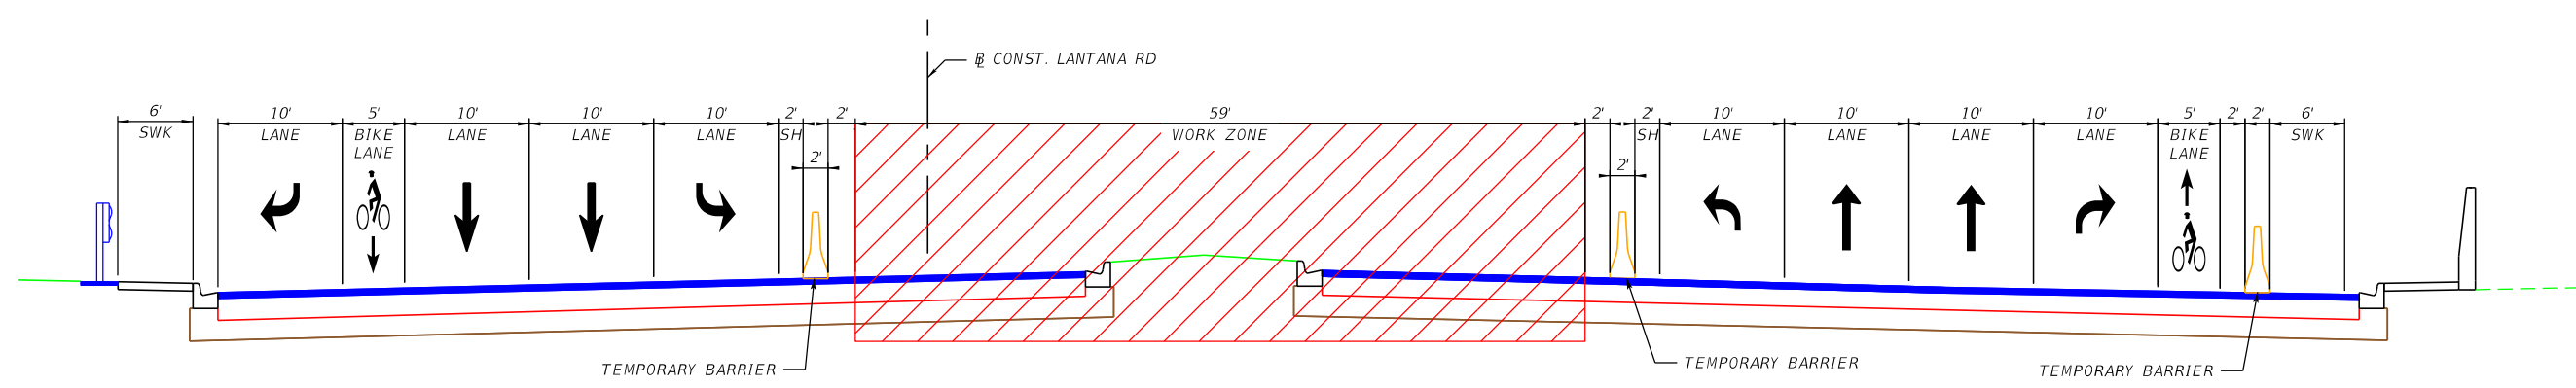 ℄ CONST. LANTANA RD
6' 10' 5' 10' 10' 10' 2' 2' 59' 2' 2' 10' 10' 10' 10' 5' 2' 2' 6'
SWK LANE BIKE LANE LANE LANE LANE SH WORK ZONE SH LANE LANE LANE LANE BIKE LANE SWK
2' 2'
TEMPORARY BARRIER TEMPORARY BARRIER TEMPORARY BARRIER